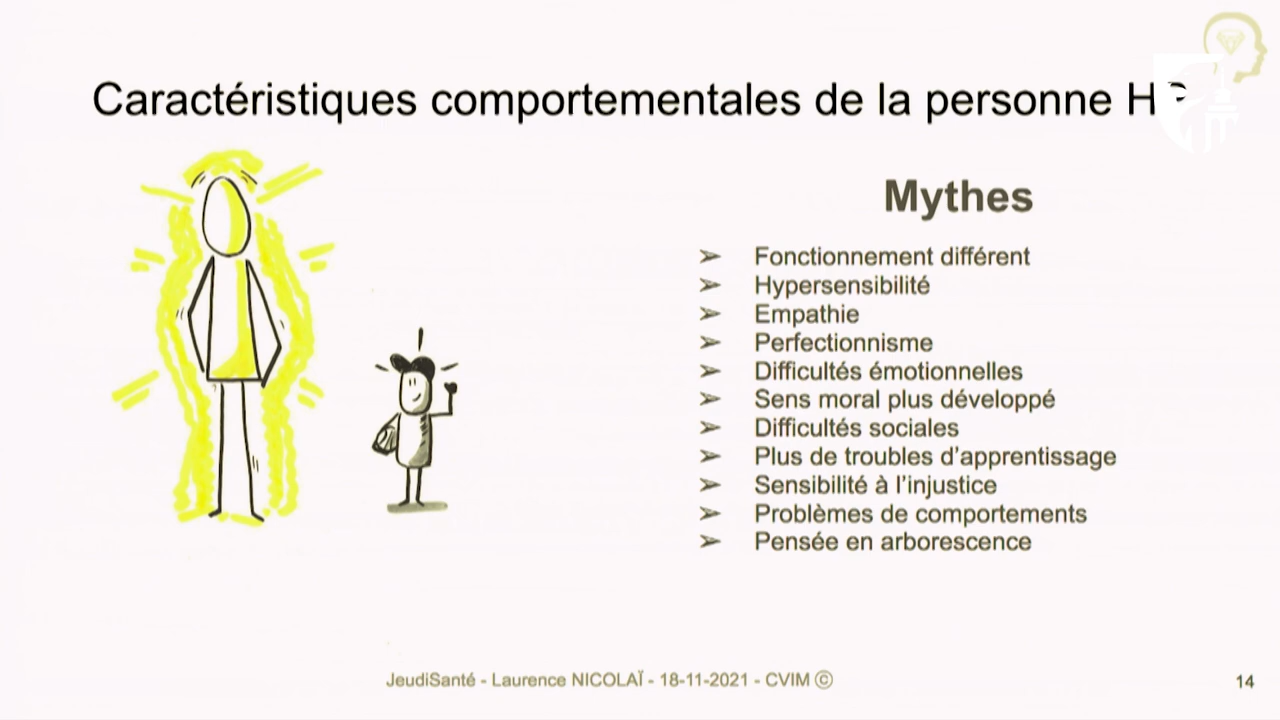 Caractéristiques comportementales de la personne HP
Mythes
➢ Fonctionnement différent
➢ Hypersensibilité
➢ Empathie
➢ Perfectionnisme
➢ Difficultés émotionnelles
➢ Sens moral plus développé
➢ Difficultés sociales
➢ Plus de troubles d'apprentissage
➢ Sensibilité à l'injustice
➢ Problèmes de comportements
➢ Pensée en arborescence
JeudiSanté - Laurence NICOLAÏ - 18-11-2021 - CVIM ©
14